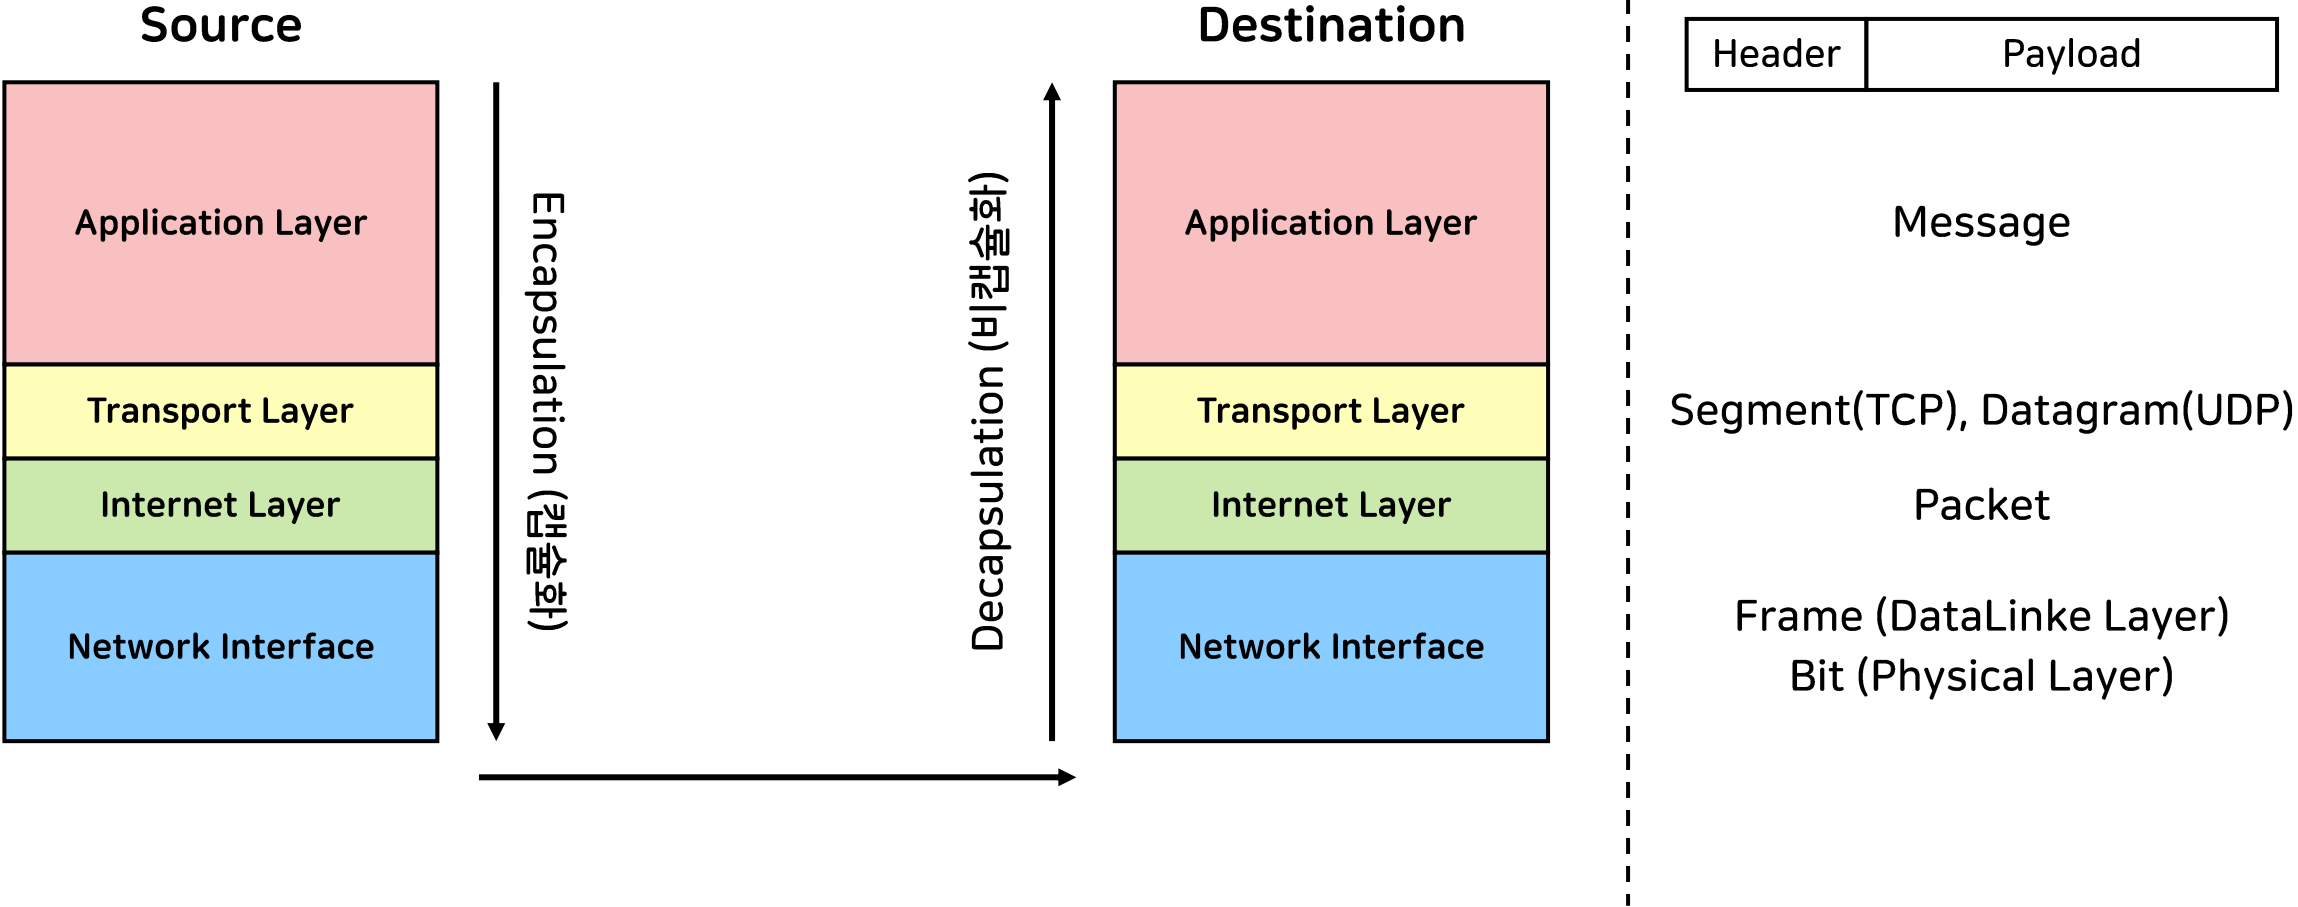 Source
Application Layer
Transport Layer
Internet Layer
Network Interface
Encapsulation (캡슐화)
Decapsulation (비캡슐화)
Destination
Application Layer
Transport Layer
Internet Layer
Network Interface
Header
Payload
Message
Segment(TCP), Datagram(UDP)
Packet
Frame (DataLinke Layer)
Bit (Physical Layer)